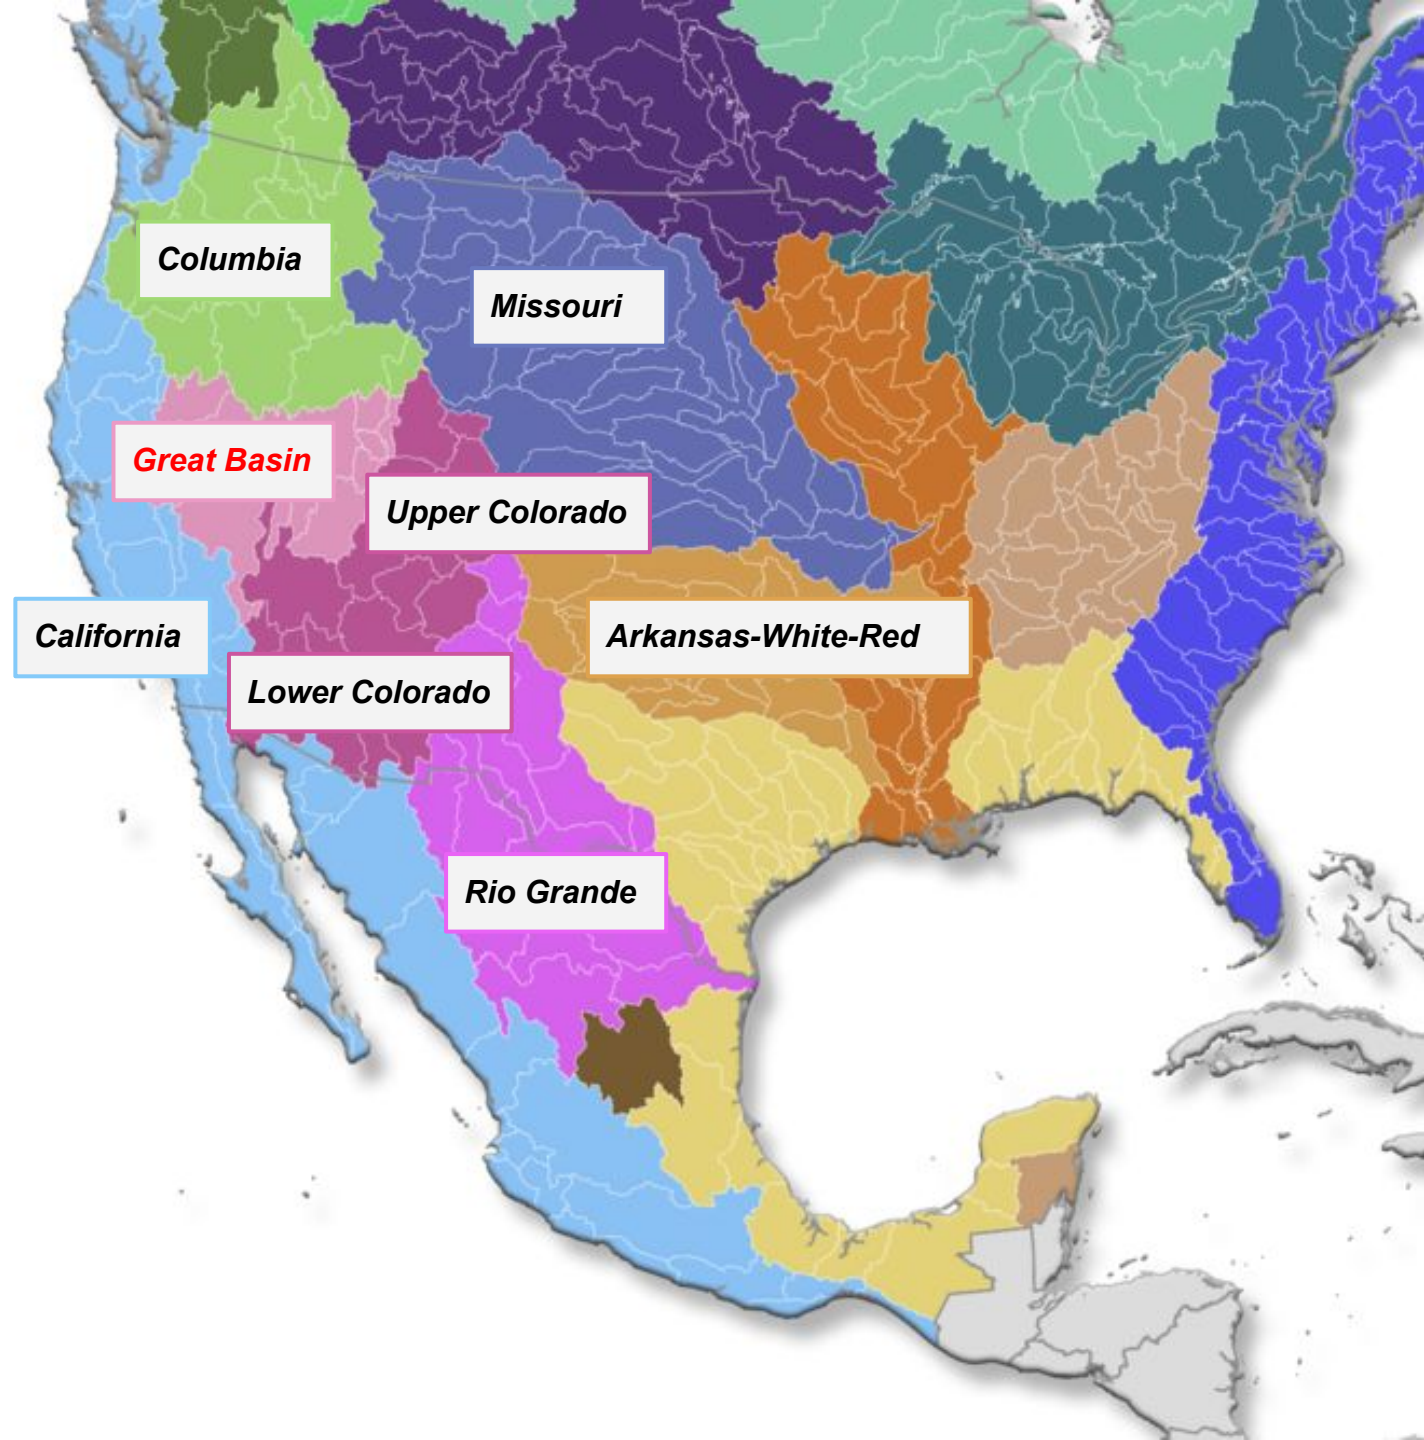 Columbia
Missouri
Great Basin
Upper Colorado
California
Arkansas-White-Red
Lower Colorado
Rio Grande